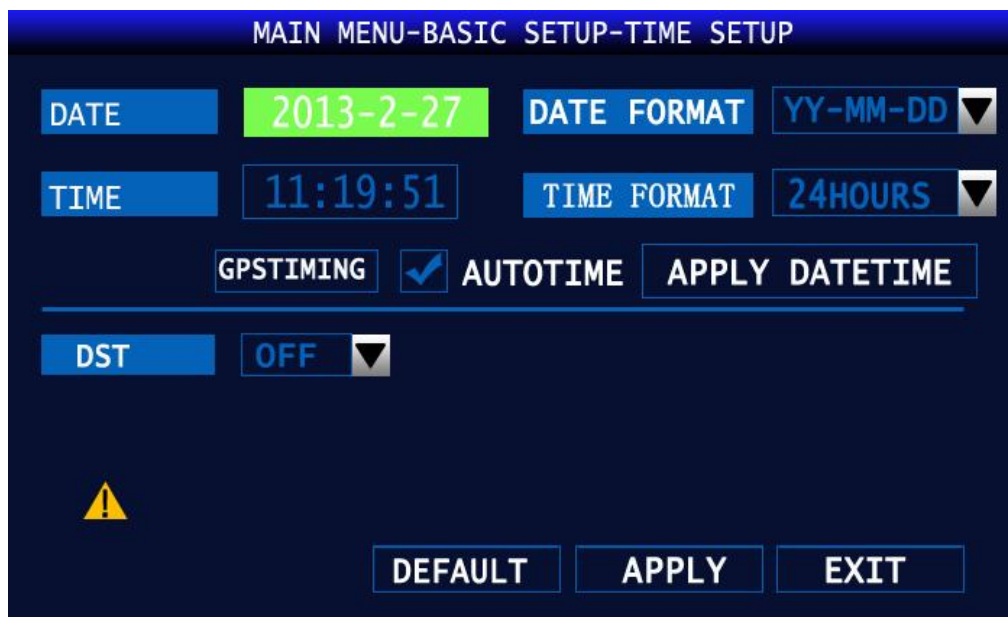 MAIN MENU-BASIC SETUP-TIME SETUP
DATE 2013-2-27 DATE FORMAT YY-MM-DD
TIME 11:19:51 TIME FORMAT 24HOURS
GPSTIMING AUTOTIME APPLY DATETIME
DST OFF
DEFAULT APPLY EXIT